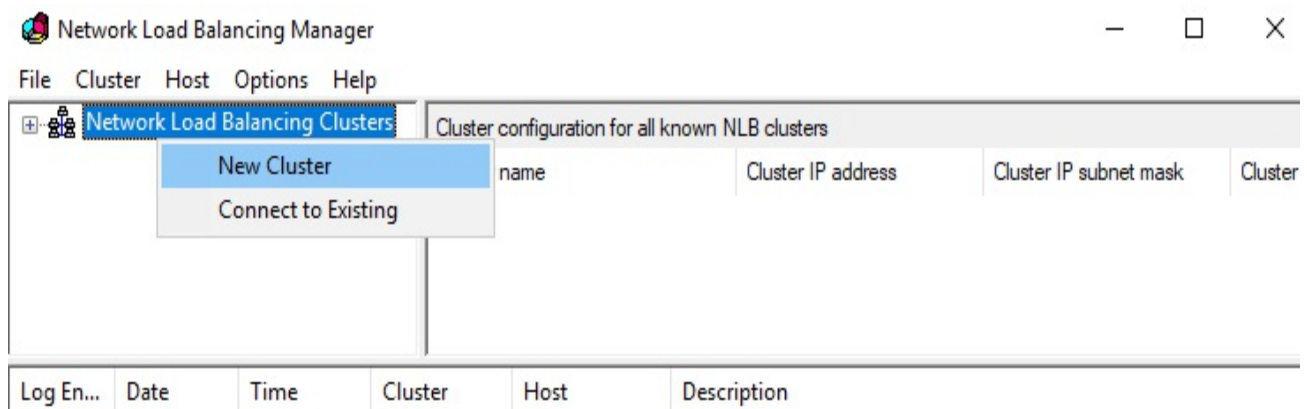 Network Load Balancing Manager
File Cluster Host Options Help
Network Load Balancing Clusters
New Cluster
Connect to Existing
Cluster configuration for all known NLB clusters
name Cluster IP address Cluster IP subnet mask Cluster
Log En... Date Time Cluster Host Description